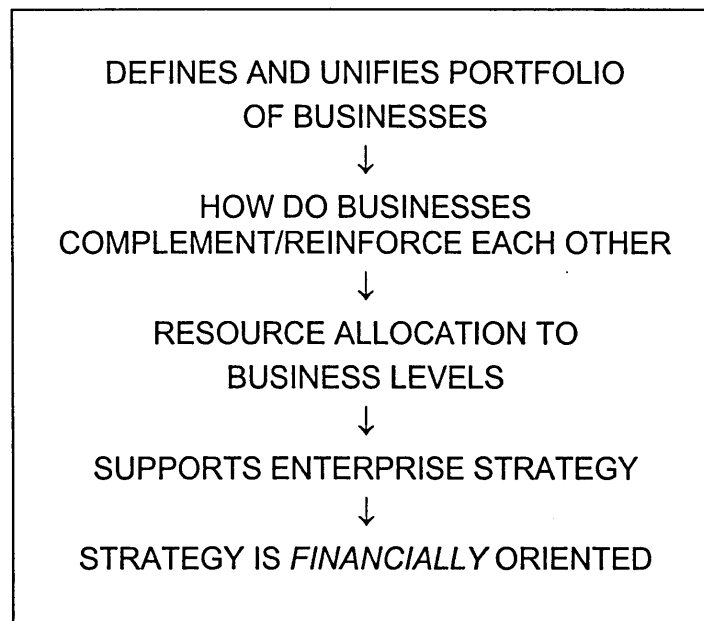 DEFINES AND UNIFIES PORTFOLIO
OF BUSINESSES
↓
HOW DO BUSINESSES
COMPLEMENT/REINFORCE EACH OTHER
↓
RESOURCE ALLOCATION TO
BUSINESS LEVELS
↓
SUPPORTS ENTERPRISE STRATEGY
↓
STRATEGY IS FINANCIALLY ORIENTED